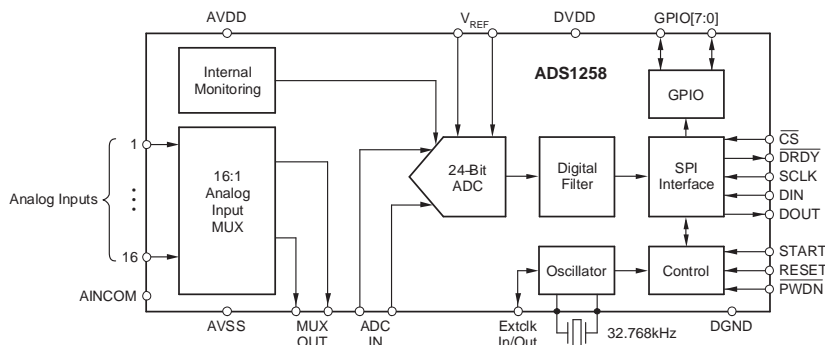 AVDD
VREF
DVDD
GPIO[7:0]
ADS1258
Internal
Monitoring
GPIO
1
16:1
Analog
Input
MUX
24-Bit
ADC
Digital
Filter
SPI
Interface
CS
DRDY
SCLK
DIN
DOUT
Analog Inputs
16
Oscillator
Control
START
RESET
PWDN
AINCOM
AVSS
MUX
OUT
ADC
IN
Extclk
In/Out
32.768kHz
DGND